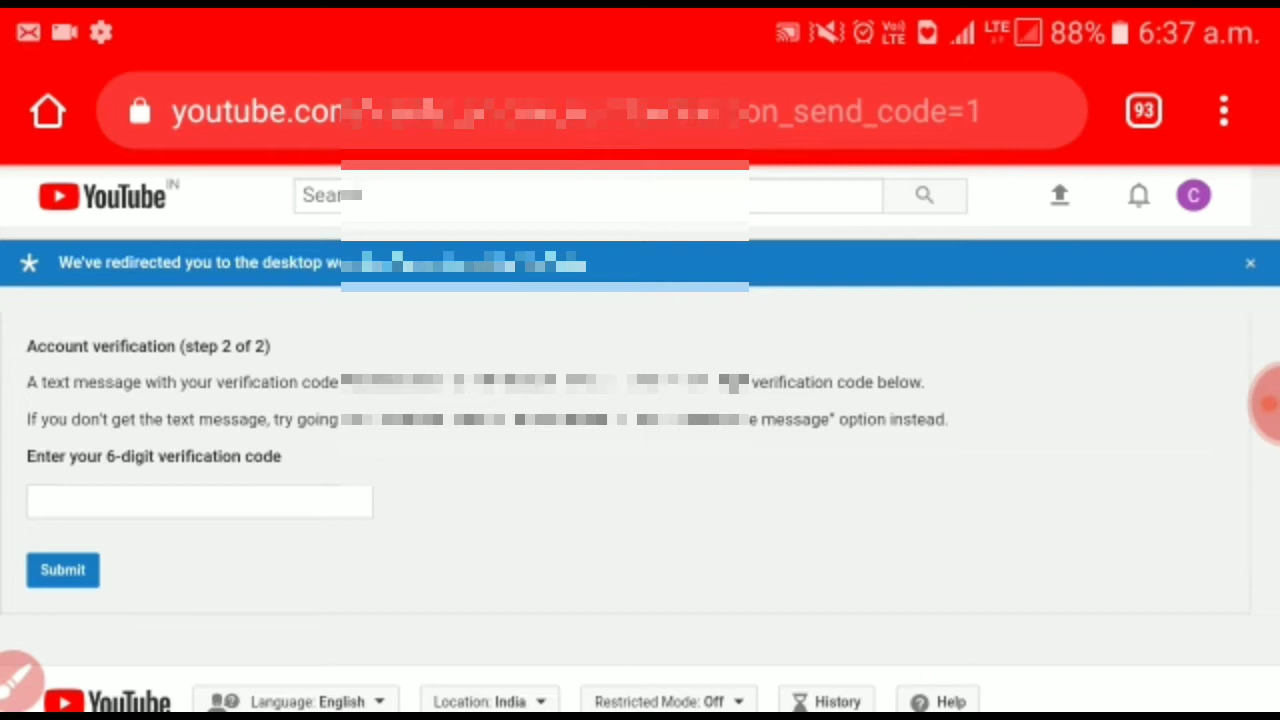 Voi) LTE LTE 88% 6:37 a.m.
youtube.com on_send_code=1 93
YouTube IN Sear C
We've redirected you to the desktop we ×
Account verification (step 2 of 2)
A text message with your verification code verification code below.
If you don't get the text message, try going message" option instead.
Enter your 6-digit verification code
Submit
YouTube Language: English Location: India Restricted Mode: Off History Help